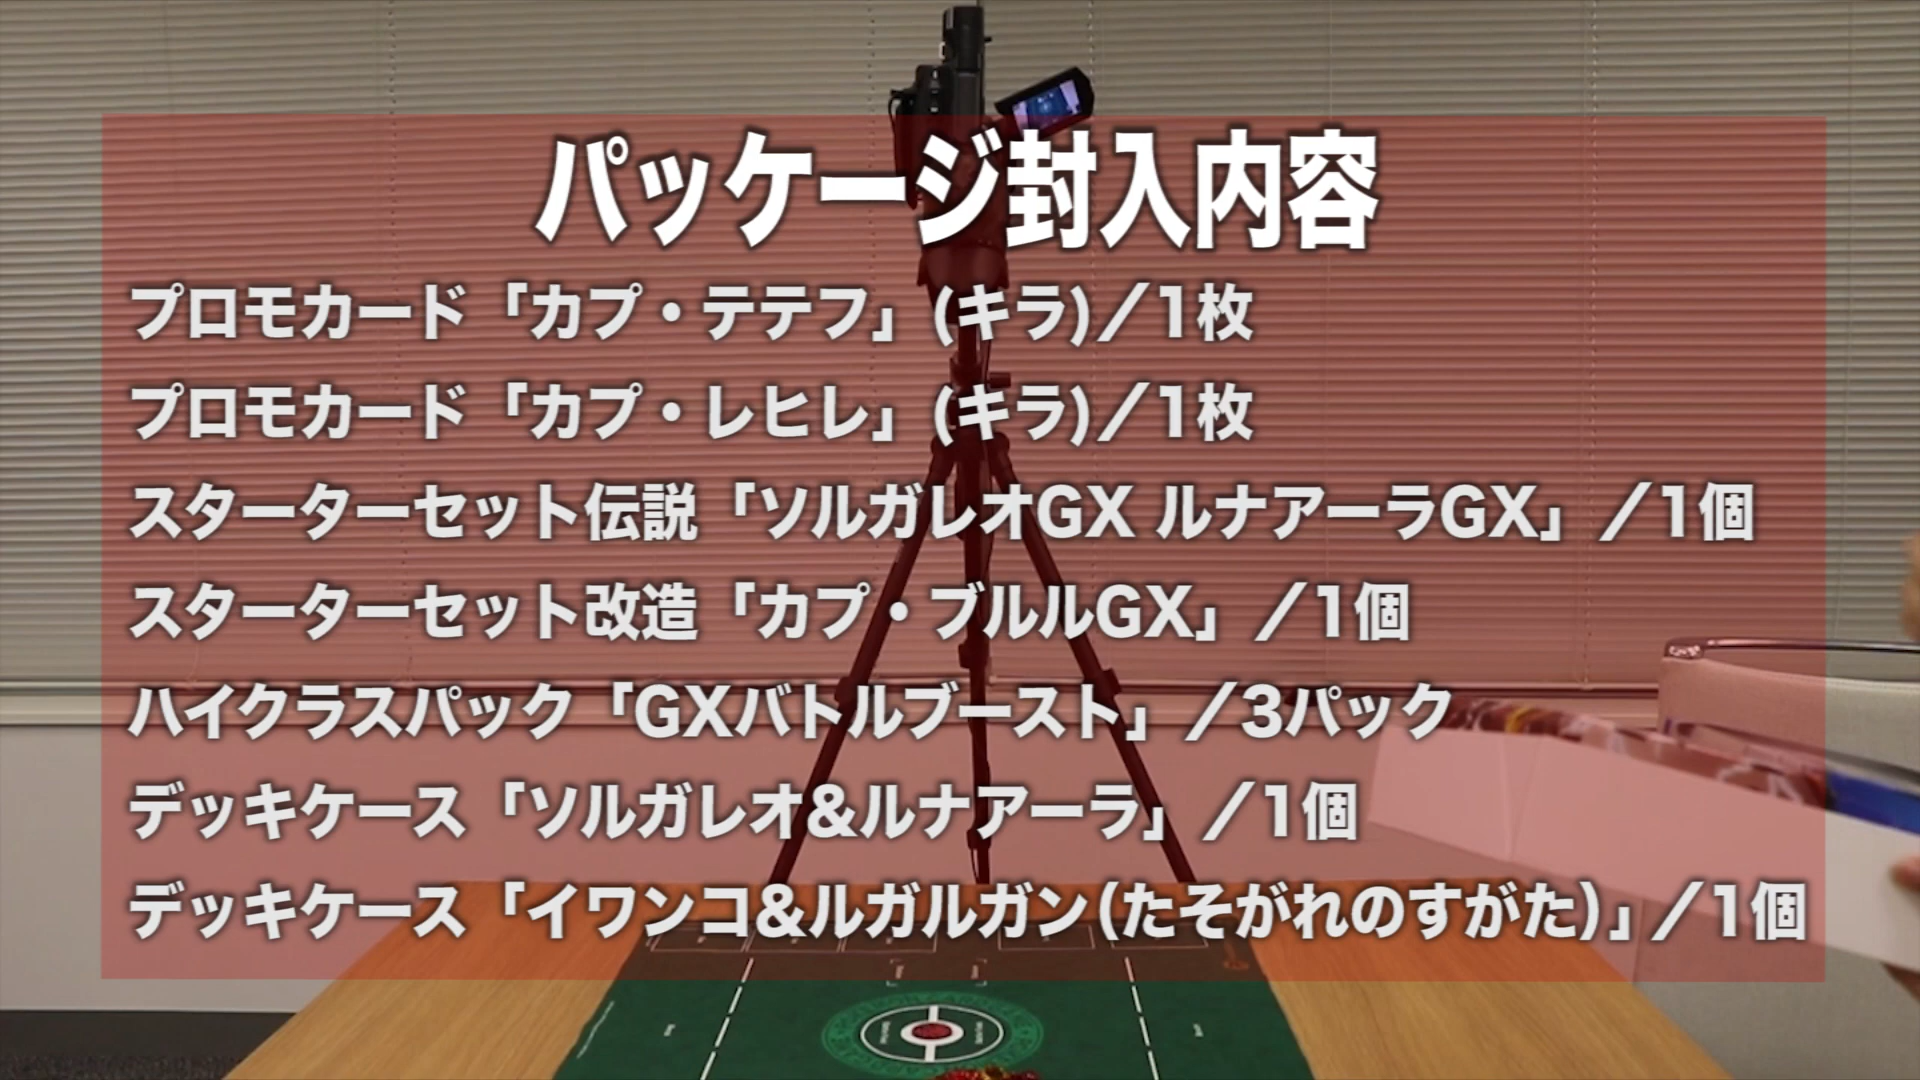 パッケージ封入内容
プロモカード「カプ・テテフ」(キラ)／1枚
プロモカード「カプ・レヒレ」(キラ)／1枚
スターターセット伝説「ソルガレオGX ルナアーラGX」／1個
スターターセット改造「カプ・ブルルGX」／1個
ハイクラスパック「GXバトルブースト」／3パック
デッキケース「ソルガレオ&ルナアーラ」／1個
デッキケース「イワンコ&ルガルガン(たそがれのすがた)」／1個